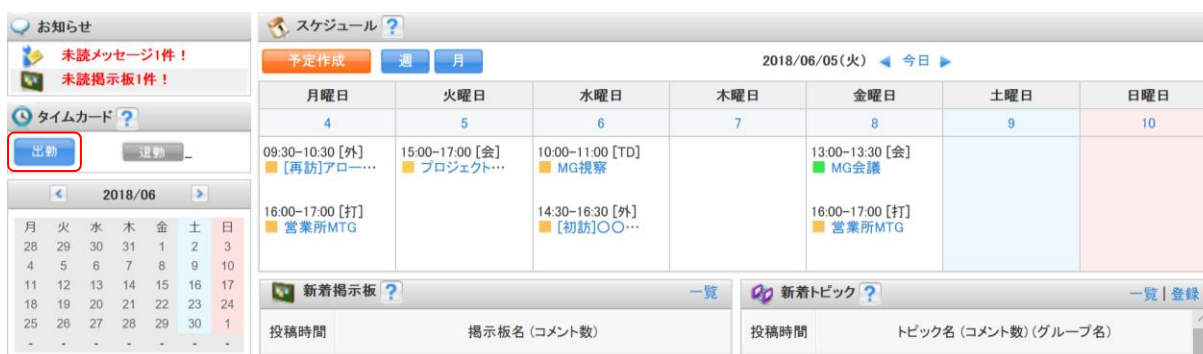 お知らせ
未読メッセージ1件！
未読掲示板1件！
タイムカード ?
出勤 退勤 _
2018/06
月 火 水 木 金 土 日
28 29 30 31 1 2 3
4 5 6 7 8 9 10
11 12 13 14 15 16 17
18 19 20 21 22 23 24
25 26 27 28 29 30 1
- - - - - - -
スケジュール ?
予定作成 週 月 2018/06/05(火) 今日
月曜日 火曜日 水曜日 木曜日 金曜日 土曜日 日曜日
4 5 6 7 8 9 10
09:30-10:30 [外] 15:00-17:00 [会] 10:00-11:00 [TD] 13:00-13:30 [会]
[再訪]アロー… プロジェクト… MG視察 MG会議
16:00-17:00 [打] 14:30-16:30 [外] 16:00-17:00 [打]
営業所MTG [初訪]〇〇… 営業所MTG
新着掲示板 ? 一覧
投稿時間 掲示板名 (コメント数)
新着トピック ? 一覧 | 登録
投稿時間 トピック名 (コメント数) (グループ名)